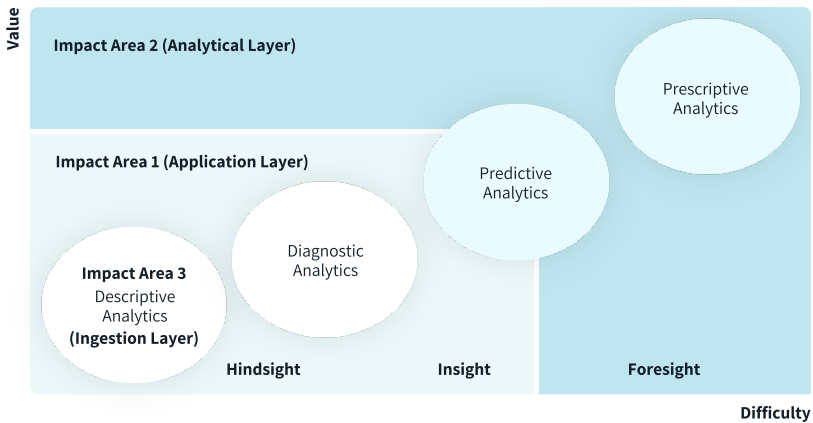 Value
Impact Area 2 (Analytical Layer)
Prescriptive
Analytics
Impact Area 1 (Application Layer)
Predictive
Analytics
Diagnostic
Analytics
Impact Area 3
Descriptive
Analytics
(Ingestion Layer)
Hindsight
Insight
Foresight
Difficulty